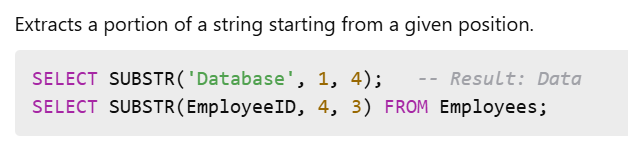 Extracts a portion of a string starting from a given position.
SELECT SUBSTR('Database', 1, 4);   -- Result: Data
SELECT SUBSTR(EmployeeID, 4, 3) FROM Employees;